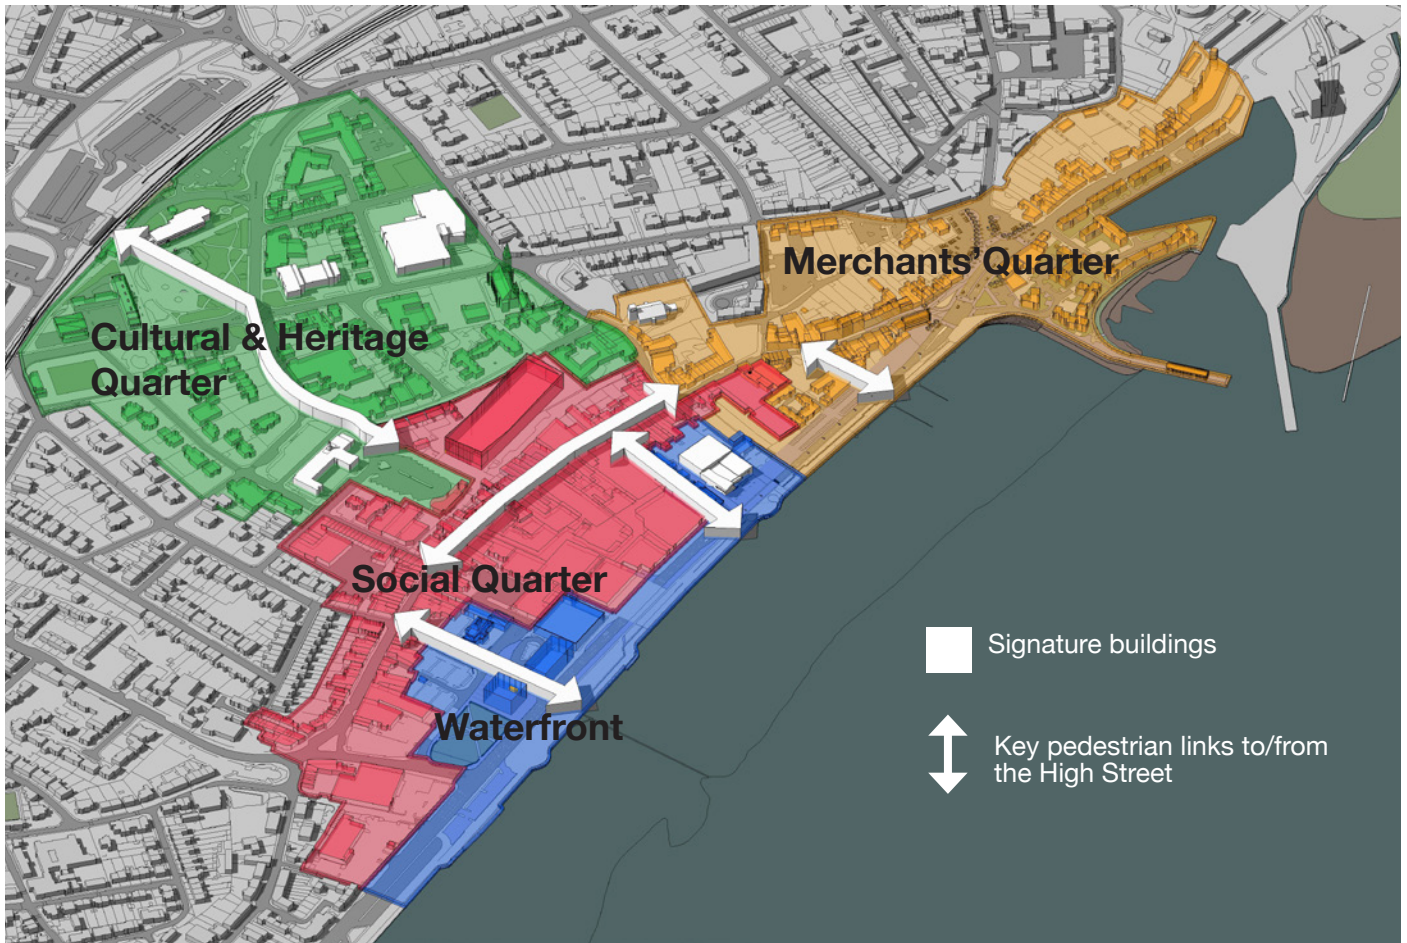 Merchants' Quarter
Cultural & Heritage
Quarter
Social Quarter
Signature buildings
Waterfront
Key pedestrian links to/from
the High Street